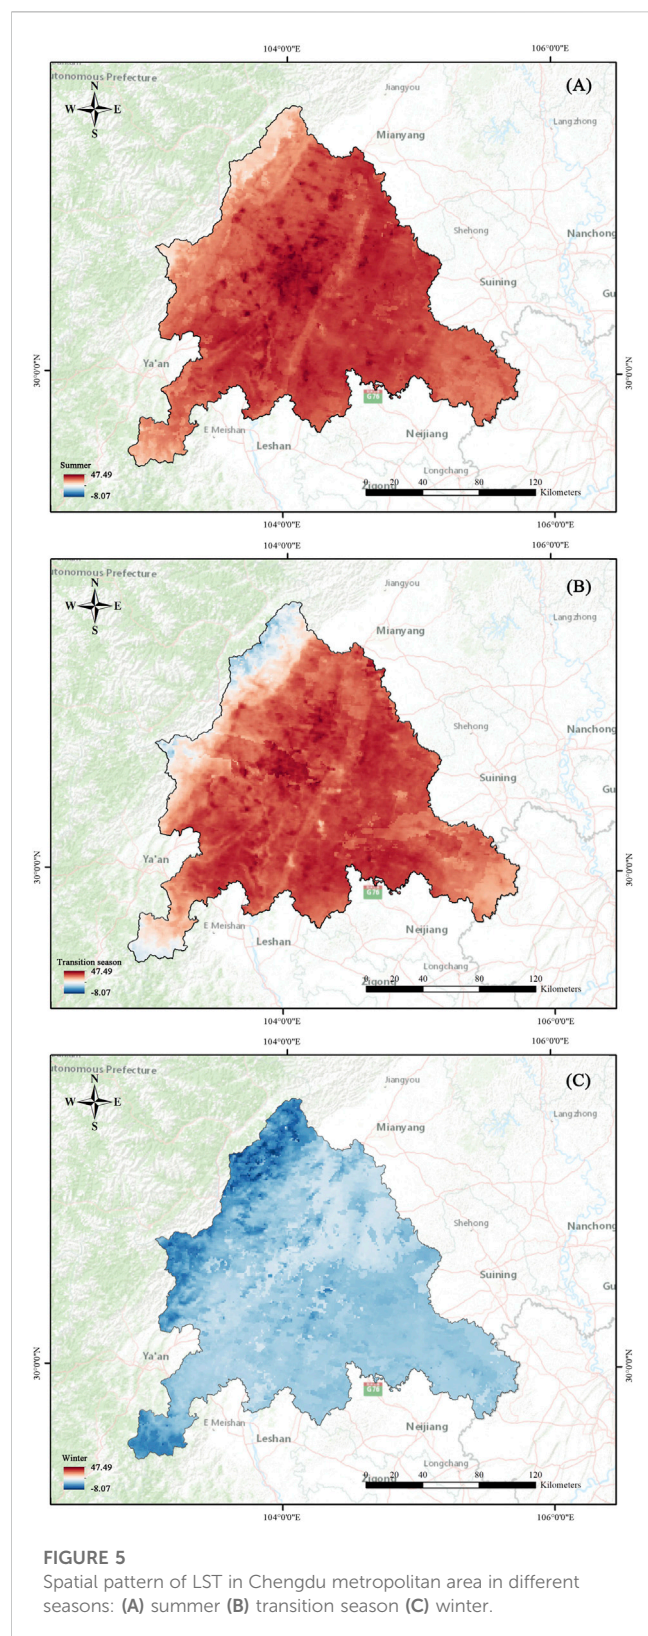 104°0'0"E
106°0'0"E
utonomous Prefecture
(A)
Jiangyou
N
W E
S
Langzhong
Mianyang
Shehong
Nanchong
Suining
Gu
Ya'an
30°0'0"N
30°0'0"N
G78
E Meishan
Leshan
Neijiang
Summer
47.49
-8.07
Longchang
Zigong
0 20 40 80 120
Kilometers
104°0'0"E
106°0'0"E
104°0'0"E
106°0'0"E
utonomous Prefecture
(B)
Jiangyou
N
W E
S
Langzhong
Mianyang
Shehong
Nanchong
Suining
Gu
Ya'an
30°0'0"N
30°0'0"N
G78
E Meishan
Leshan
Neijiang
Transition season
47.49
-8.07
Longchang
Zigong
0 20 40 80 120
Kilometers
104°0'0"E
106°0'0"E
104°0'0"E
106°0'0"E
utonomous Prefecture
(C)
Jiangyou
N
W E
S
Langzhong
Mianyang
Shehong
Nanchong
Suining
Gu
Ya'an
30°0'0"N
30°0'0"N
G78
E Meishan
Leshan
Neijiang
Winter
47.49
-8.07
Longchang
Zigong
0 20 40 80 120
Kilometers
104°0'0"E
106°0'0"E
FIGURE 5
Spatial pattern of LST in Chengdu metropolitan area in different
seasons: (A) summer (B) transition season (C) winter.